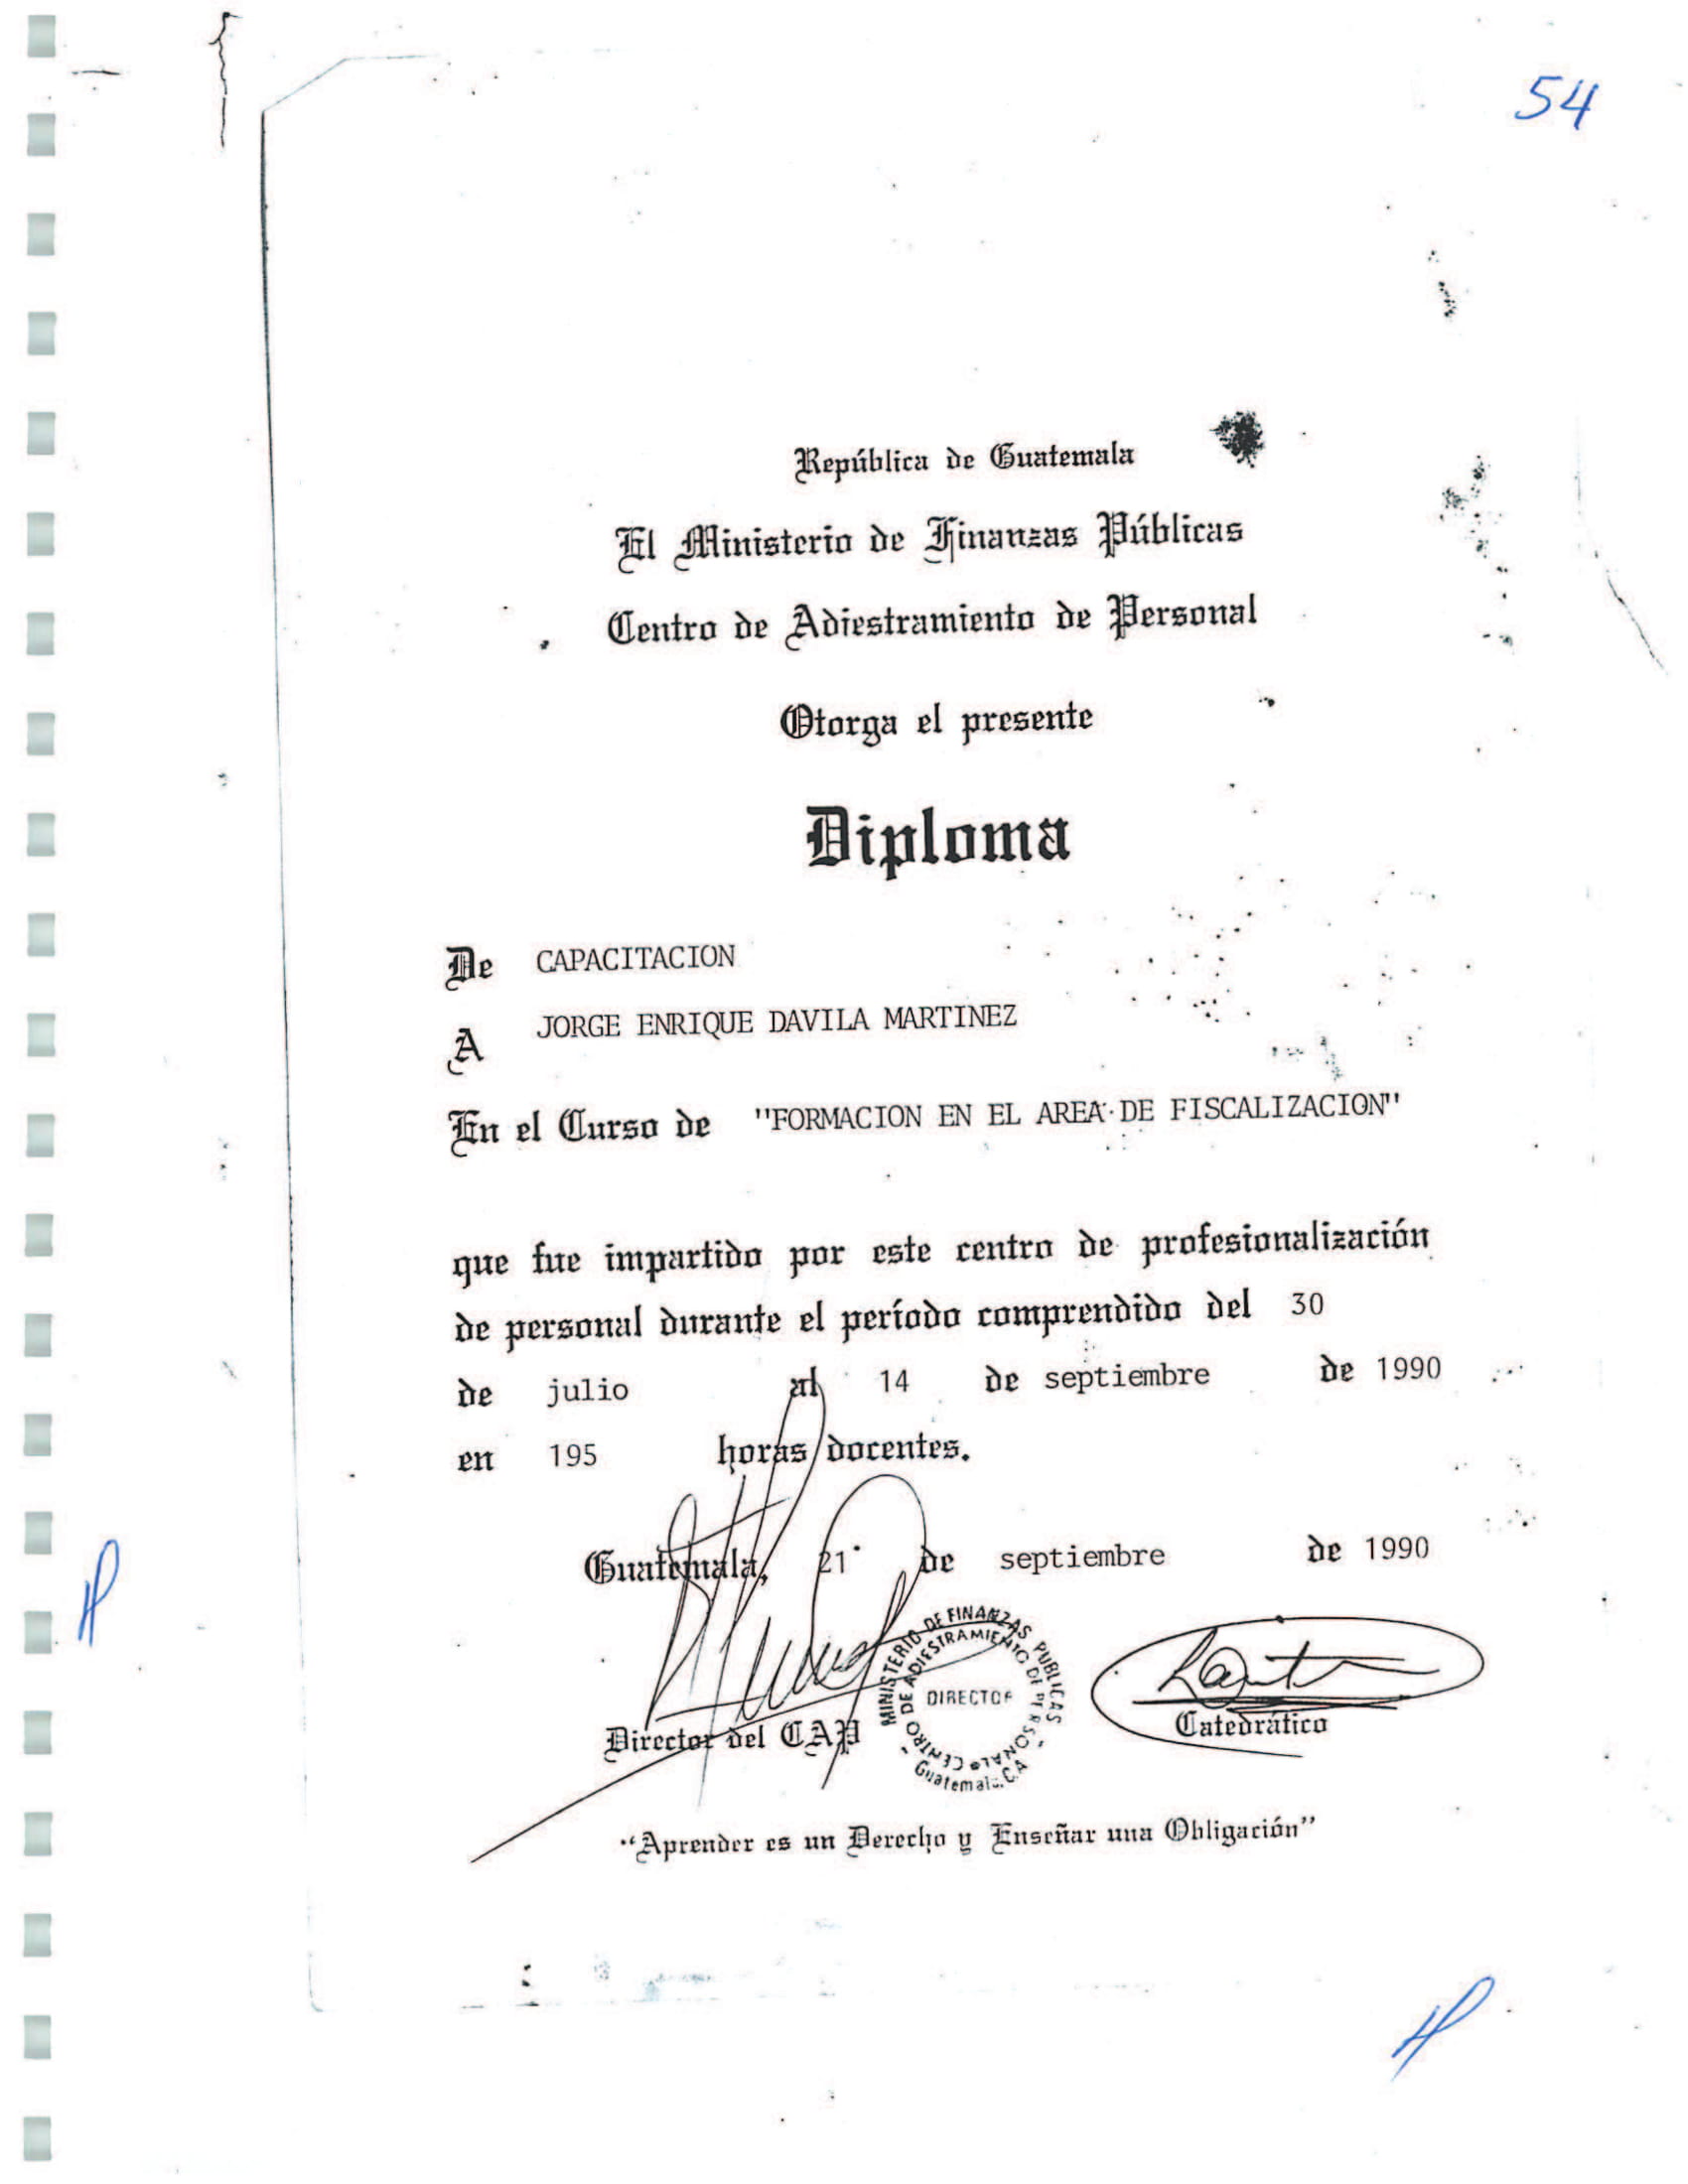 54
República de Guatemala
El Ministerio de Finanzas Públicas
Centro de Adiestramiento de Personal
Otorga el presente
Diploma
De CAPACITACION
A JORGE ENRIQUE DAVILA MARTINEZ
En el Curso de "FORMACION EN EL AREA DE FISCALIZACION"
que fue impartido por este centro de profesionalización
de personal durante el período comprendido del 30
de julio al 14 de septiembre de 1990
en 195 horas docentes.
Guatemala, 21 de septiembre de 1990
MINISTERIO DE FINANZAS PUBLICAS
CENTRO DE ADIESTRAMIENTO DE PERSONAL
DIRECTOR
Guatemala, C.A
Director del CAP
Catedrático
"Aprender es un Derecho y Enseñar una Obligación"